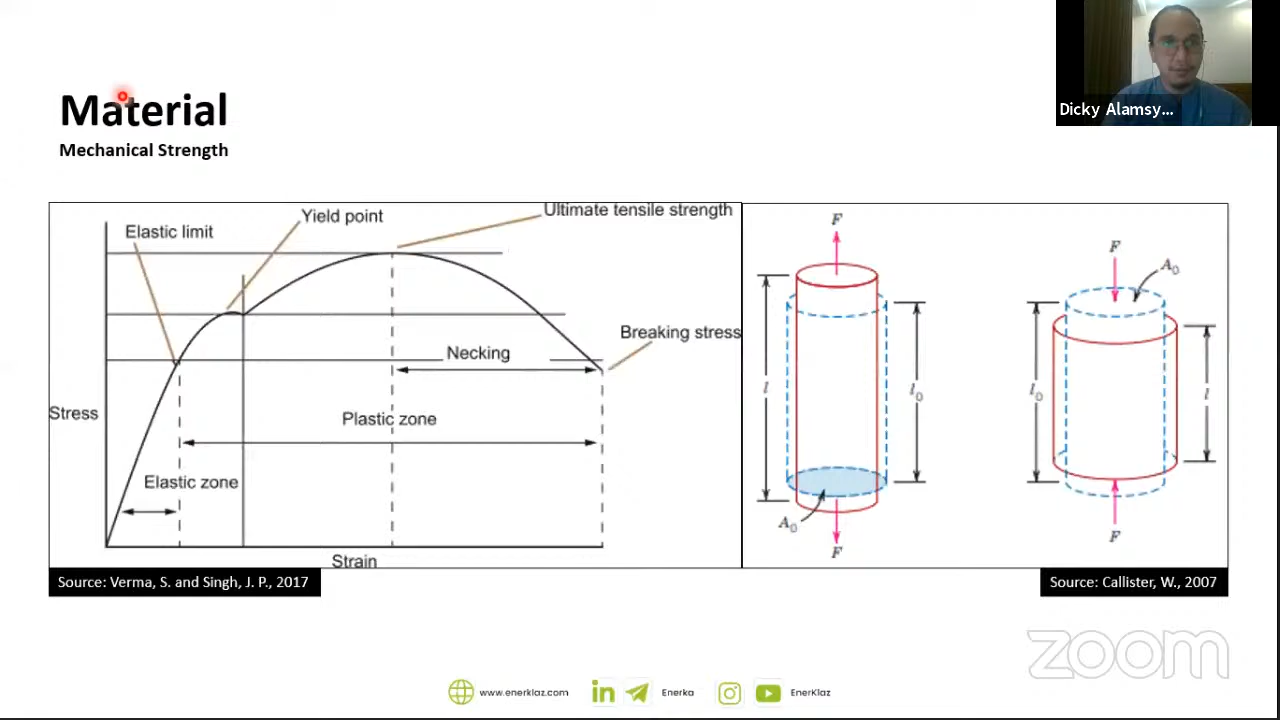 Dicky Alamsy...
Material
Mechanical Strength
Ultimate tensile strength
Yield point
Elastic limit
Breaking stress
Necking
Stress
Plastic zone
Elastic zone
Strain
F
l
l0
A0
F
F
A0
l0
l
F
Source: Verma, S. and Singh, J. P., 2017
Source: Callister, W., 2007
zoom
www.enerklaz.com
in
Enerka
EnerKlaz